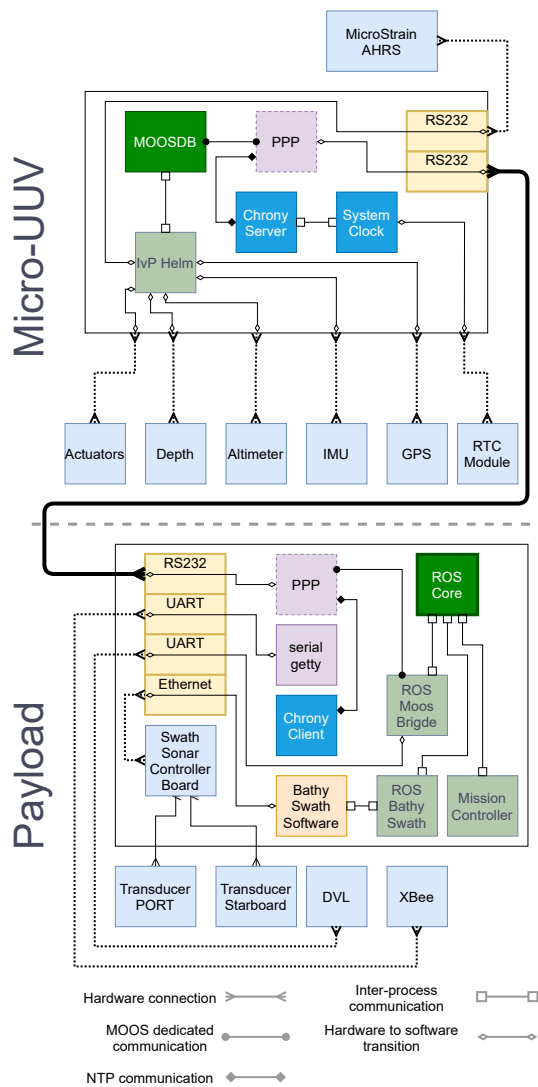 MicroStrain
AHRS
Micro-UUV
RS232
MOOSDB
PPP
RS232
Chrony
Server
System
Clock
IvP Helm
Actuators
Depth
Altimeter
IMU
GPS
RTC
Module
Payload
RS232
PPP
ROS
Core
UART
UART
serial
getty
Ethernet
Chrony
Client
ROS
Moos
Brigde
Swath
Sonar
Controller
Board
Bathy
Swath
Software
ROS
Bathy
Swath
Mission
Controller
Transducer
PORT
Transducer
Starboard
DVL
XBee
Hardware connection
Inter-process
communication
MOOS dedicated
communication
Hardware to software
transition
NTP communication